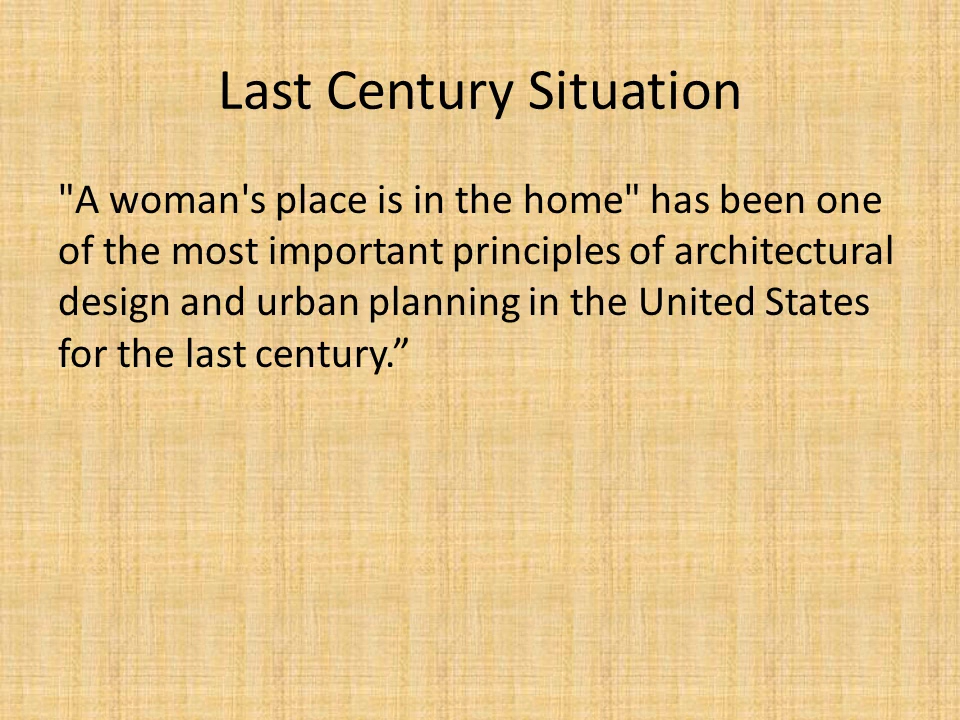 Last Century Situation
"A woman's place is in the home" has been one
of the most important principles of architectural
design and urban planning in the United States
for the last century.”